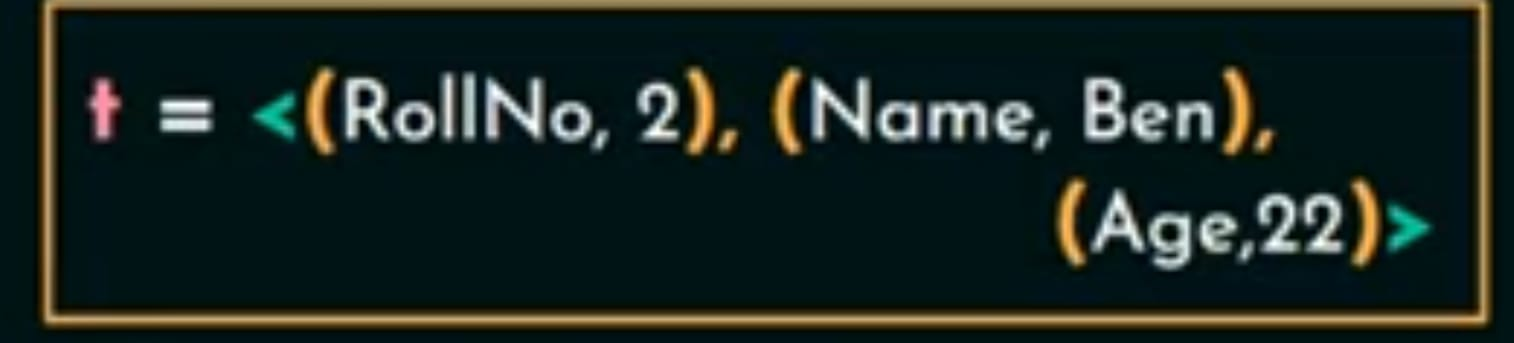 t = <(RollNo, 2), (Name, Ben),
(Age,22)>